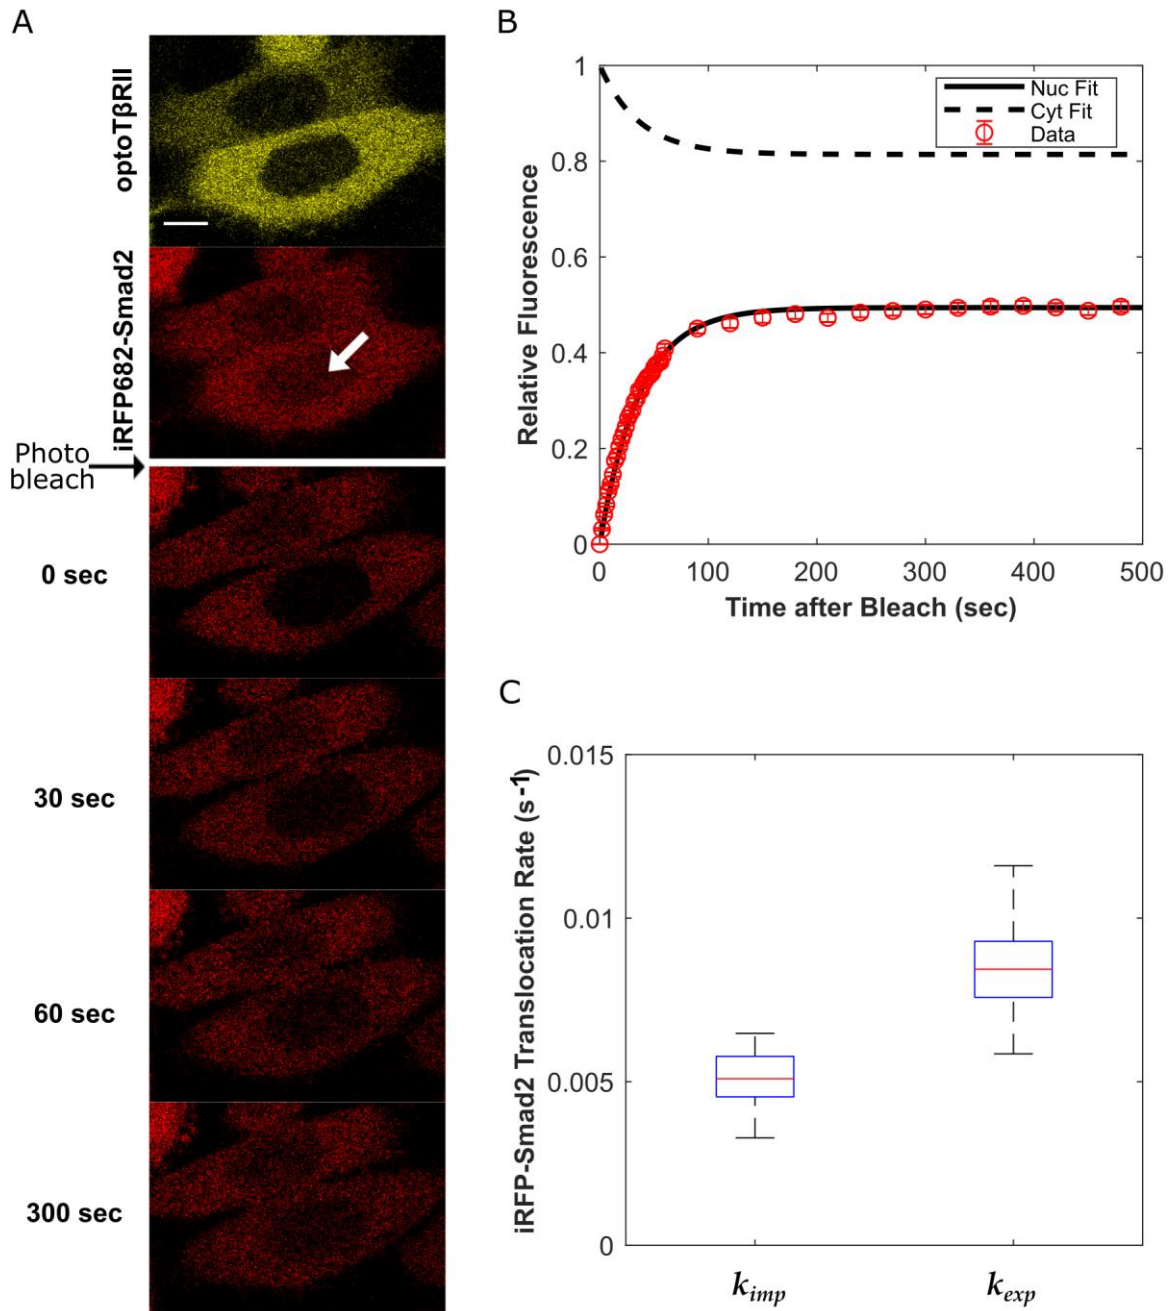 A
optoTβRII
iRFP682-Smad2
Photo
bleach
0 sec
30 sec
60 sec
300 sec
B
Relative Fluorescence
1
0.8
0.6
0.4
0.2
0
Nuc Fit
Cyt Fit
Data
0 100 200 300 400 500
Time after Bleach (sec)
C
iRFP-Smad2 Translocation Rate (s-1)
0.015
0.01
0.005
0
kimp kexp